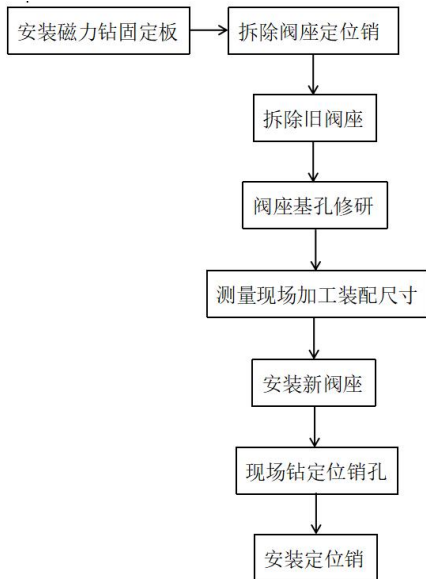 安装磁力钻固定板
拆除阀座定位销
拆除旧阀座
阀座基孔修研
测量现场加工装配尺寸
安装新阀座
现场钻定位销孔
安装定位销